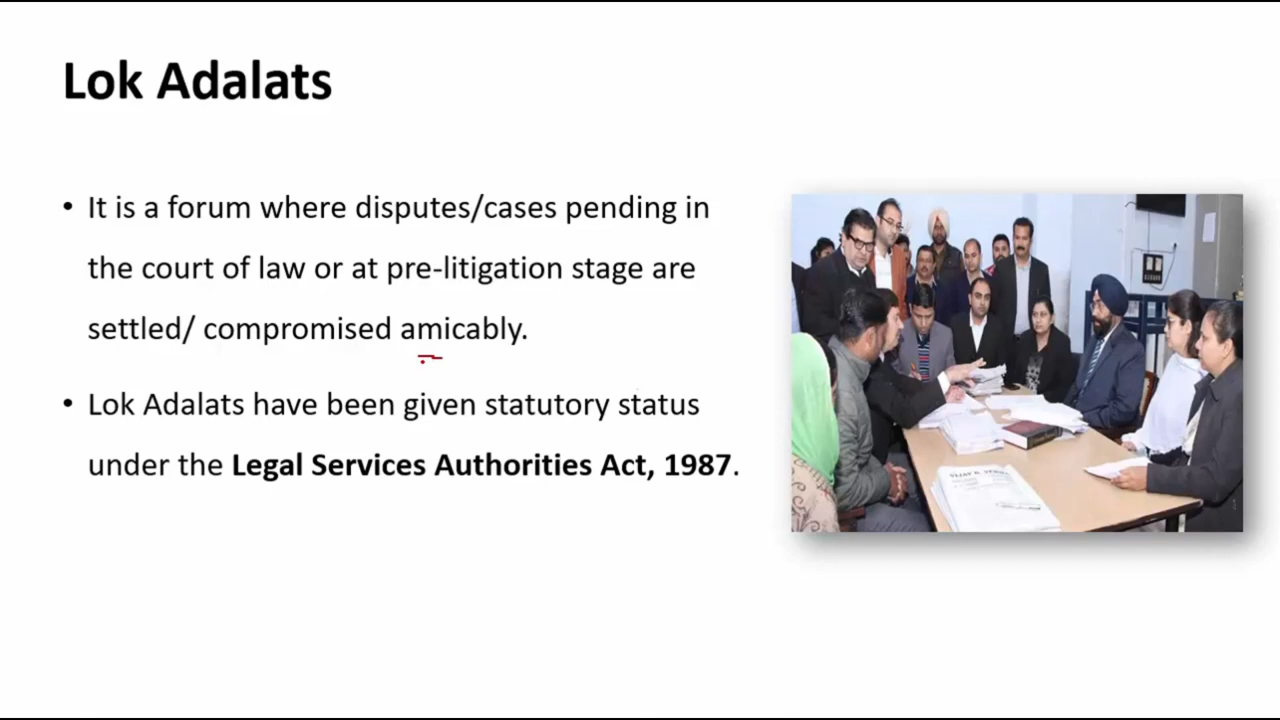 Lok Adalats
• It is a forum where disputes/cases pending in
the court of law or at pre-litigation stage are
settled/ compromised amicably.
• Lok Adalats have been given statutory status
under the Legal Services Authorities Act, 1987.